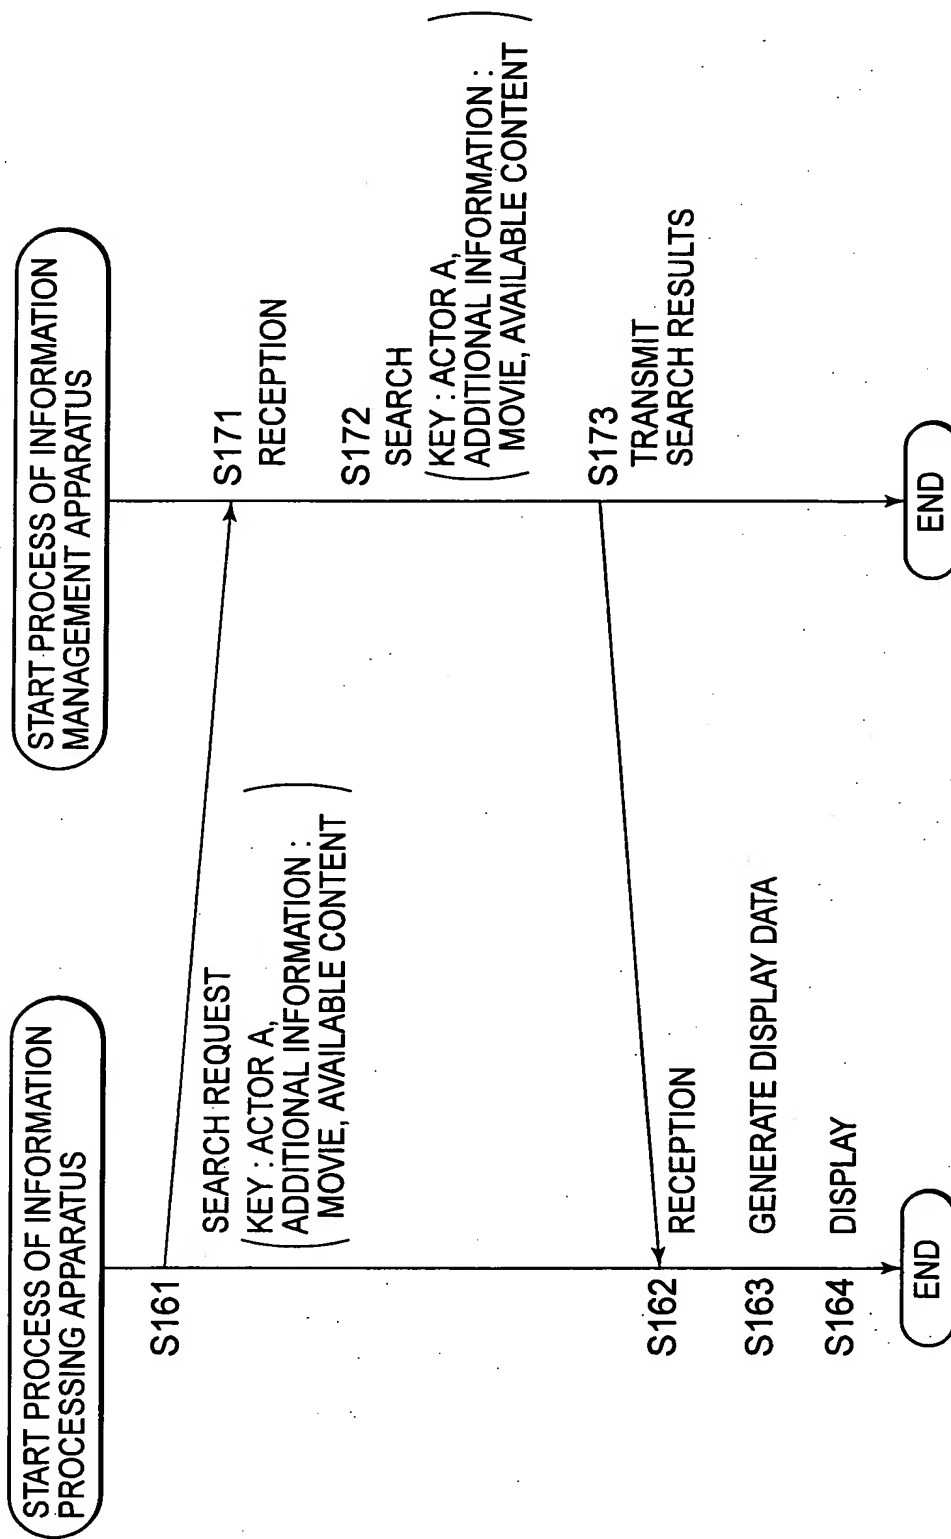 START PROCESS OF INFORMATION
PROCESSING APPARATUS
S161
SEARCH REQUEST
KEY : ACTOR A,
ADDITIONAL INFORMATION :
MOVIE, AVAILABLE CONTENT
S162
RECEPTION
S163
GENERATE DISPLAY DATA
S164
DISPLAY
END
START PROCESS OF INFORMATION
MANAGEMENT APPARATUS
S171
RECEPTION
S172
SEARCH
KEY : ACTOR A,
ADDITIONAL INFORMATION :
MOVIE, AVAILABLE CONTENT
S173
TRANSMIT
SEARCH RESULTS
END